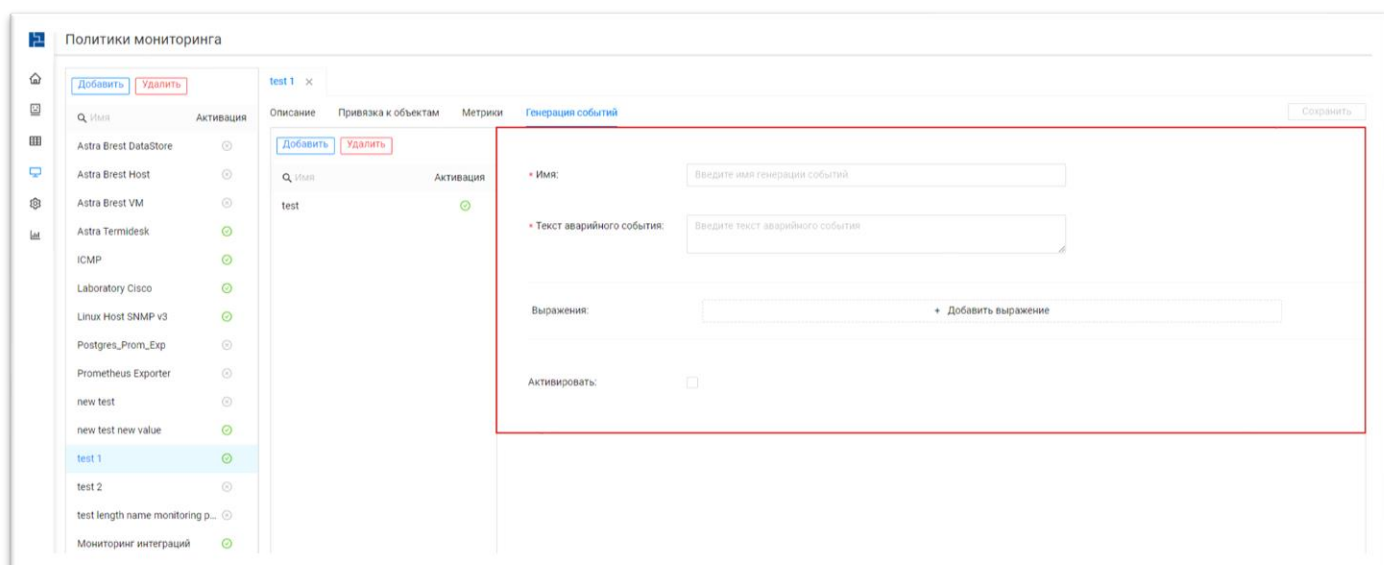 Политики мониторинга
Добавить Удалить
Имя Активация
Astra Brest DataStore
Astra Brest Host
Astra Brest VM
Astra Termidesk
ICMP
Laboratory Cisco
Linux Host SNMP v3
Postgres_Prom_Exp
Prometheus Exporter
new test
new test new value
test 1
test 2
test length name monitoring p...
Мониторинг интеграций
test 1
Описание Привязка к объектам Метрики Генерация событий Сохранить
Добавить Удалить
Имя Активация
test
* Имя: Введите имя генерации событий
* Текст аварийного события: Введите текст аварийного события
Выражения: + Добавить выражение
Активировать: